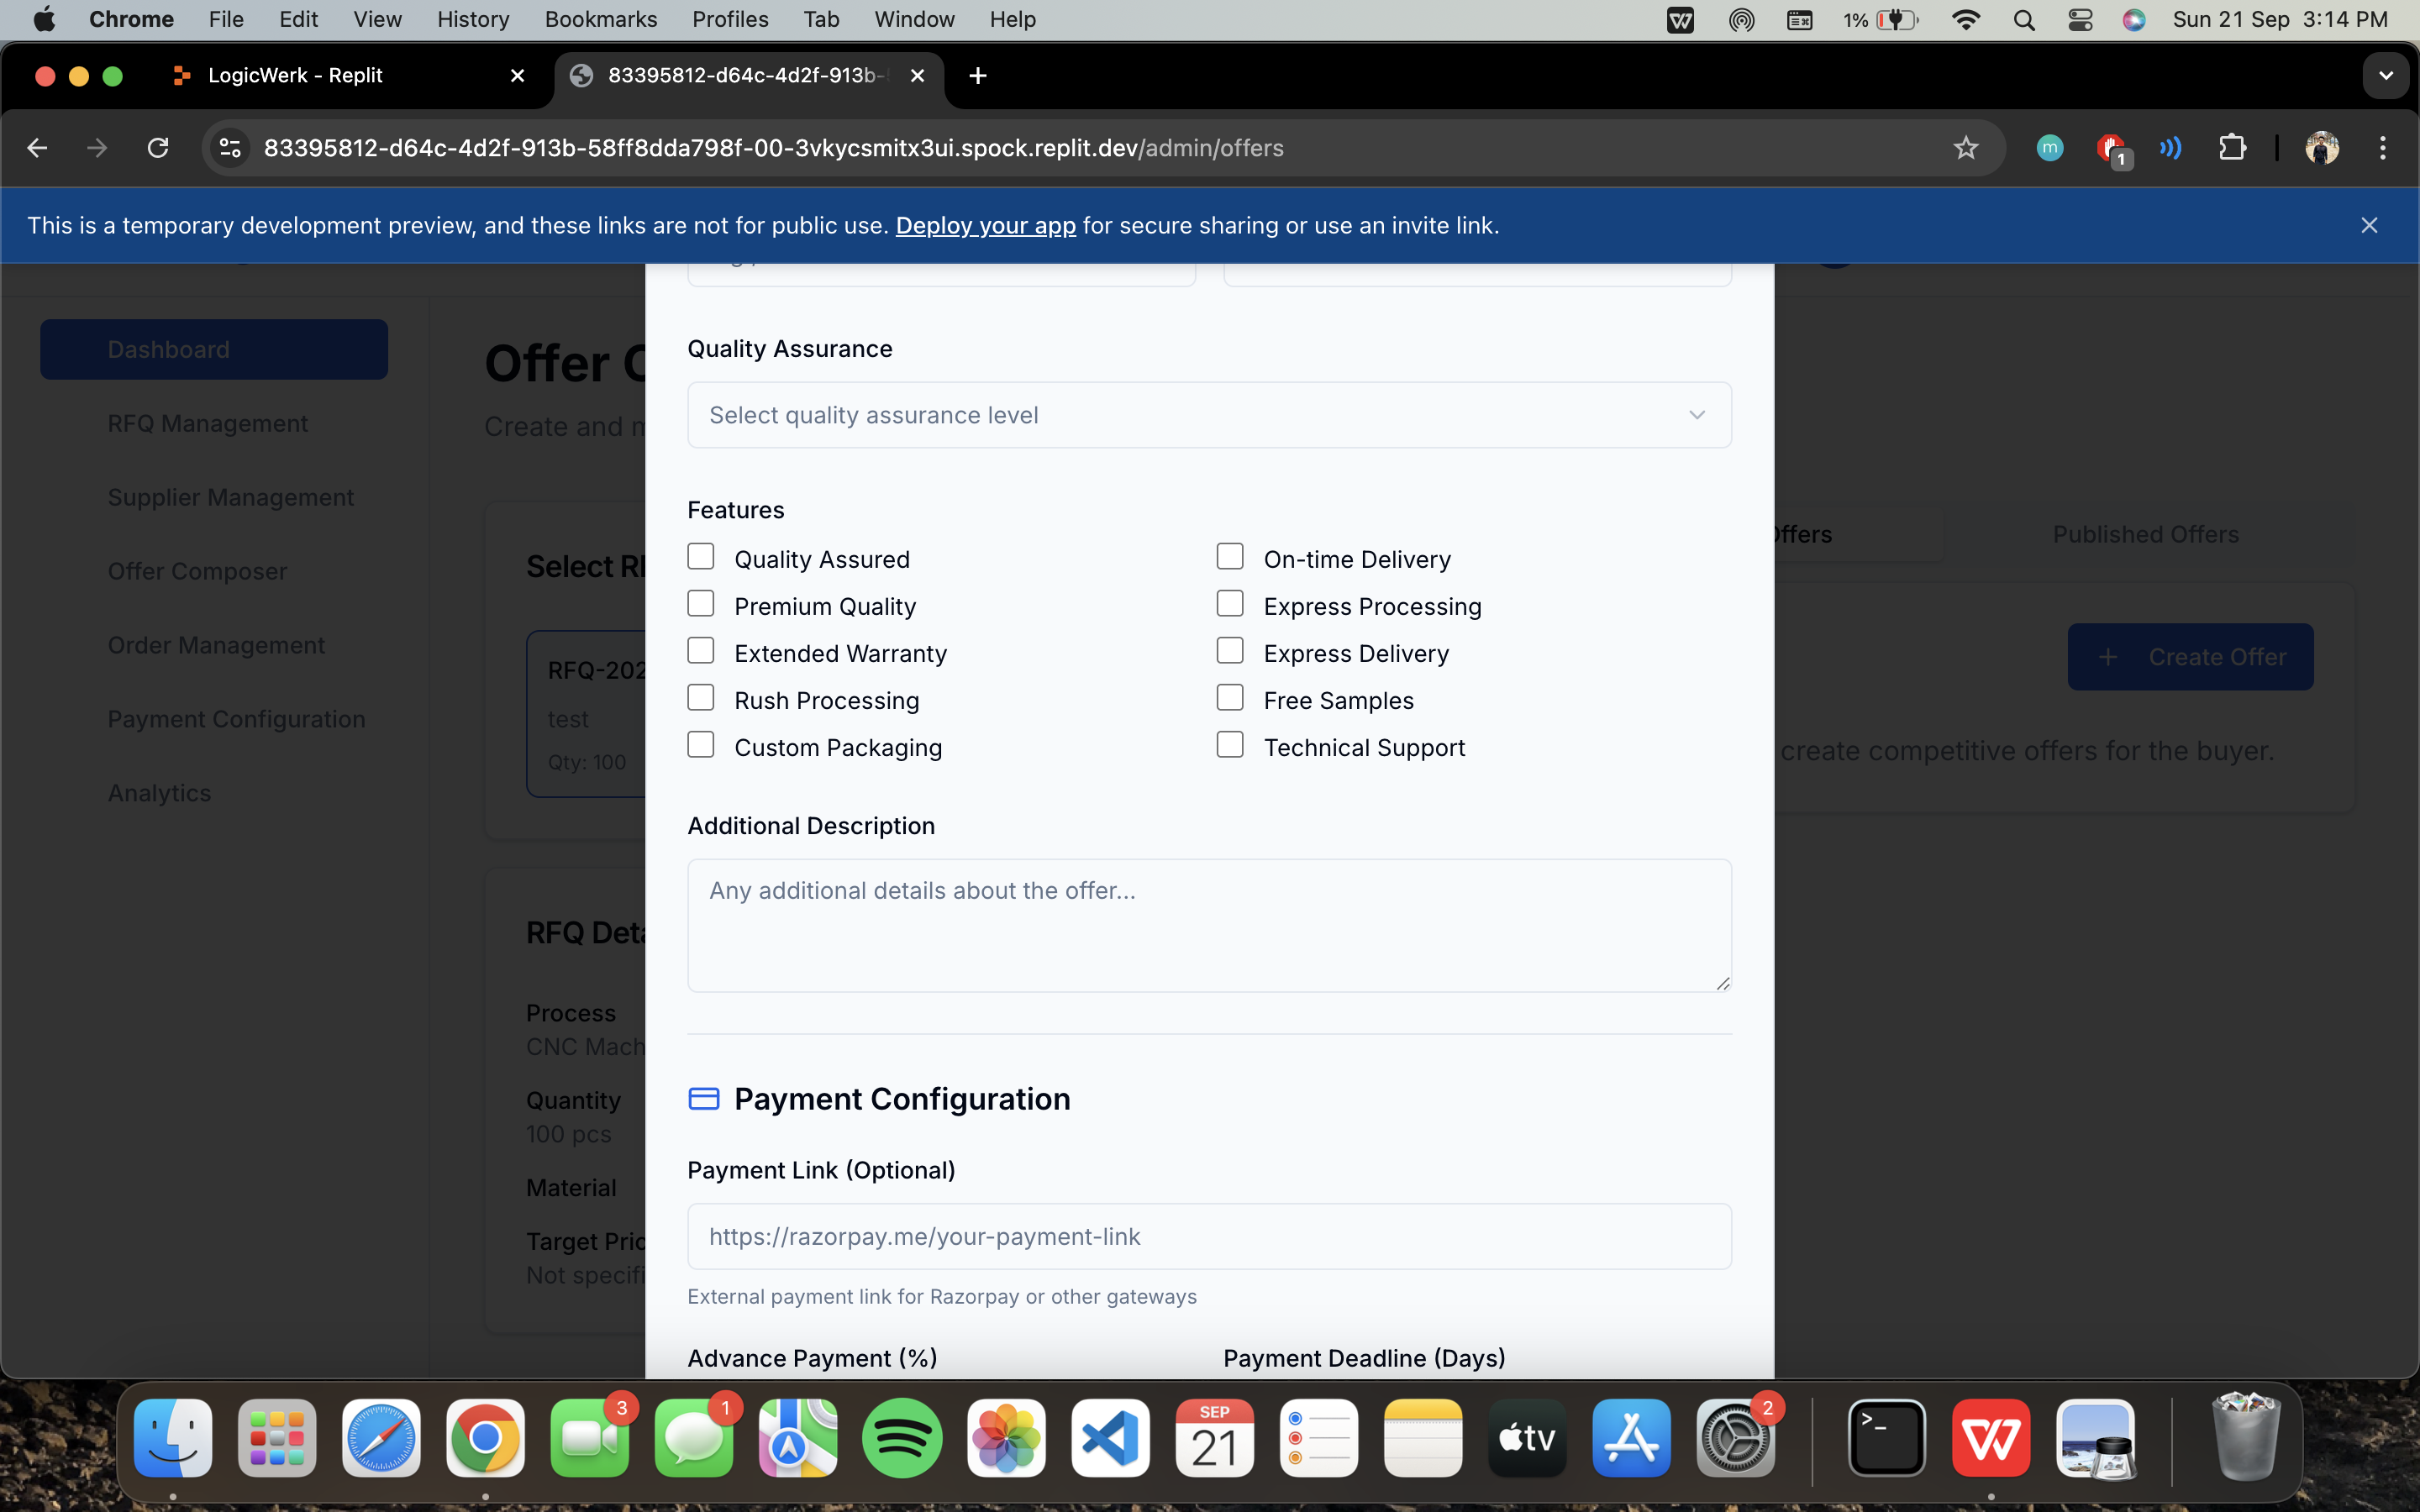 Chrome File Edit View History Bookmarks Profiles Tab Window Help
1% Sun 21 Sep 3:14 PM
LogicWerk - Replit
83395812-d64c-4d2f-913b-
83395812-d64c-4d2f-913b-58ff8dda798f-00-3vkycsmitx3ui.spock.replit.dev/admin/offers
m
1
This is a temporary development preview, and these links are not for public use. Deploy your app for secure sharing or use an invite link.
Dashboard
RFQ Management
Supplier Management
Offer Composer
Order Management
Payment Configuration
Analytics
Offer C
Create and m
Select RF
RFQ-202
test
Qty: 100
RFQ Deta
Process
CNC Mach
Quantity
100 pcs
Material
Target Pric
Not specifi
Quality Assurance
Select quality assurance level
Features
Quality Assured
On-time Delivery
Premium Quality
Express Processing
Extended Warranty
Express Delivery
Rush Processing
Free Samples
Custom Packaging
Technical Support
Additional Description
Any additional details about the offer...
Payment Configuration
Payment Link (Optional)
https://razorpay.me/your-payment-link
External payment link for Razorpay or other gateways
Advance Payment (%)
Payment Deadline (Days)
Offers
Published Offers
+ Create Offer
create competitive offers for the buyer.
3
1
SEP
21
tv
2
>_